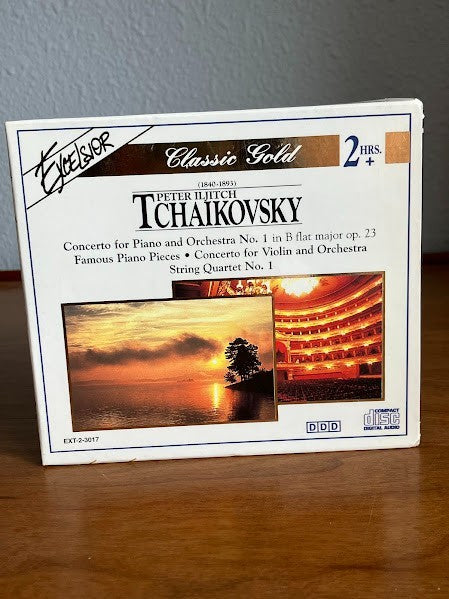 EXCELSIOR
Classic Gold
2 HRS. +
(1840-1893)
PETER ILJITCH
TCHAIKOVSKY
Concerto for Piano and Orchestra No. 1 in B flat major op. 23
Famous Piano Pieces • Concerto for Violin and Orchestra
String Quartet No. 1
EXT-2-3017
DDD
COMPACT
disc
DIGITAL AUDIO